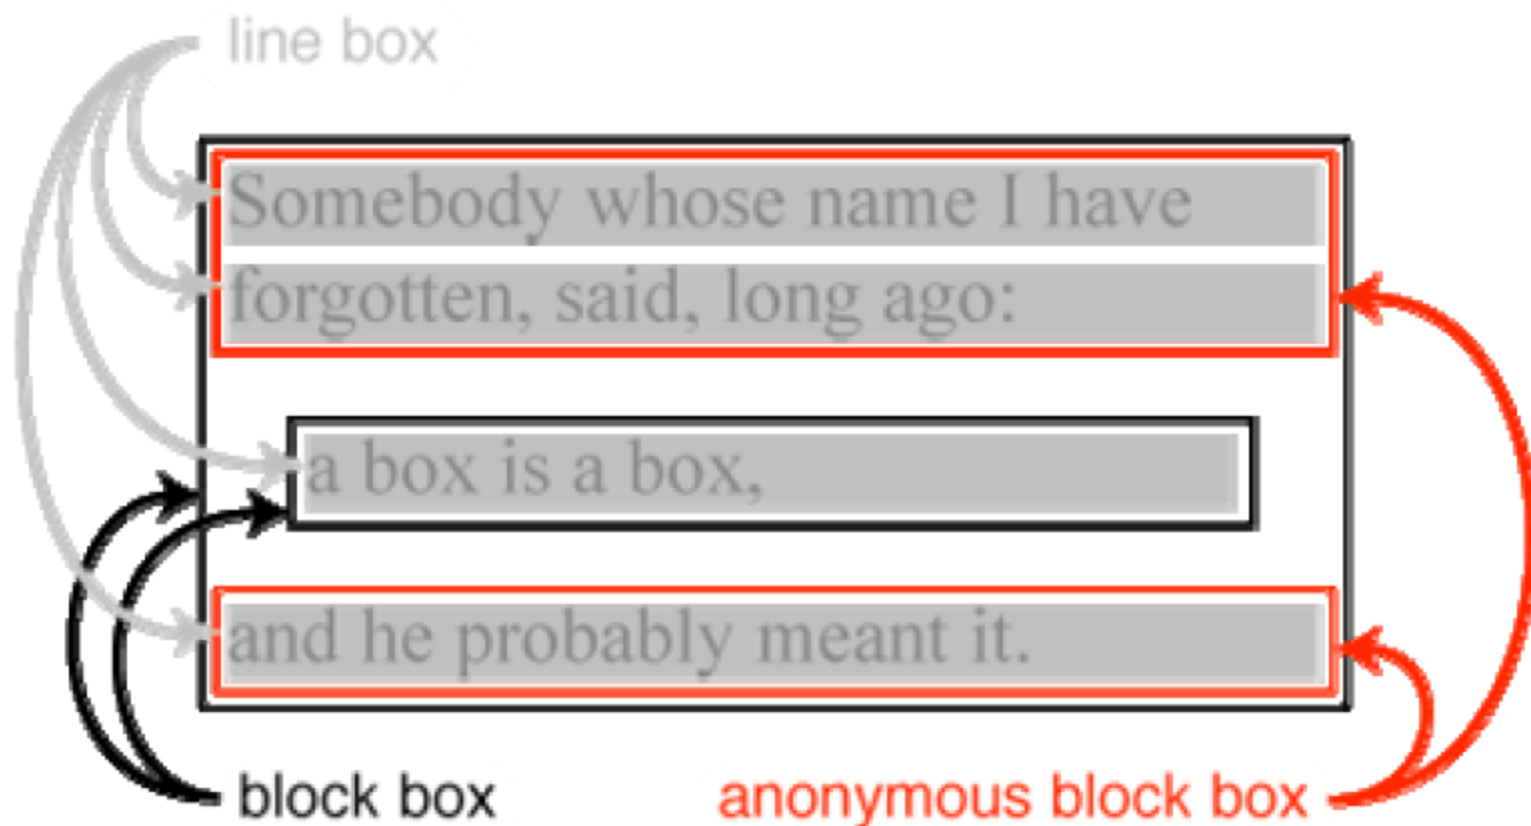 line box
Somebody whose name I have
forgotten, said, long ago:
a box is a box,
and he probably meant it.
block box
anonymous block box